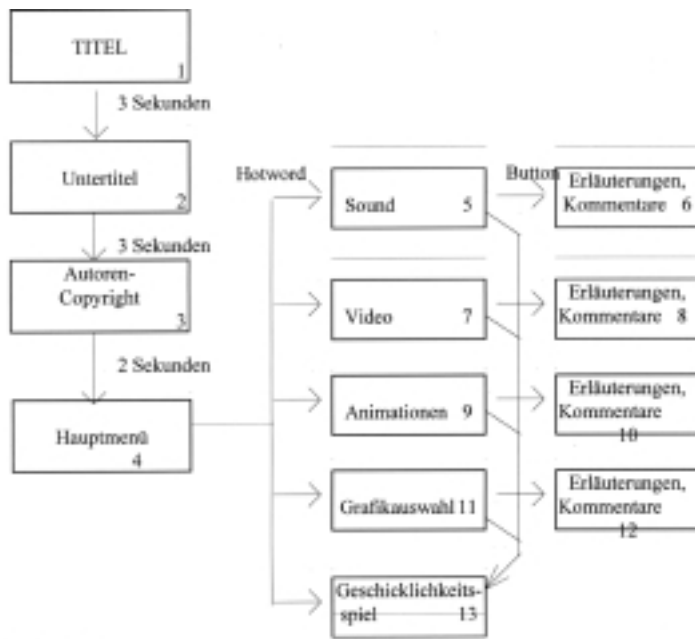 TITEL
1
3 Sekunden
Untertitel
2
3 Sekunden
Autoren-
Copyright
3
2 Sekunden
Hauptmenü
4
Hotword
Sound 5
Button
Erläuterungen,
Kommentare 6
Video 7
Erläuterungen,
Kommentare 8
Animationen 9
Erläuterungen,
Kommentare
10
Grafikauswahl 11
Erläuterungen,
Kommentare
12
Geschicklichkeits-
spiel 13